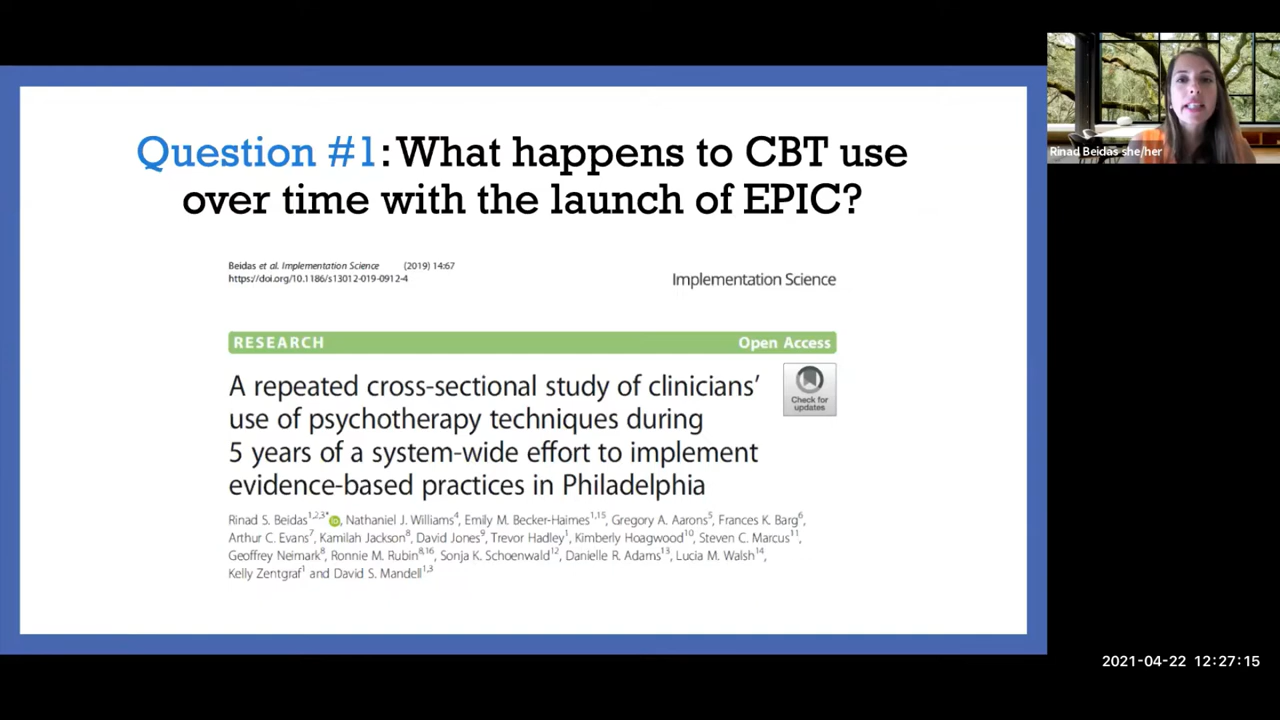 Question #1: What happens to CBT use
over time with the launch of EPIC?
Beidas et al. Implementation Science (2019) 14:67
https://doi.org/10.1186/s13012-019-0912-4
Implementation Science
RESEARCH
Open Access
A repeated cross-sectional study of clinicians’
use of psychotherapy techniques during
5 years of a system-wide effort to implement
evidence-based practices in Philadelphia
Check for
updates
Rinad S. Beidas1,2,3*, Nathaniel J. Williams4, Emily M. Becker-Haimes1,15, Gregory A. Aarons5, Frances K. Barg6,
Arthur C. Evans7, Kamilah Jackson8, David Jones9, Trevor Hadley1, Kimberly Hoagwood10, Steven C. Marcus11,
Geoffrey Neimark8, Ronnie M. Rubin8,16, Sonja K. Schoenwald12, Danielle R. Adams13, Lucia M. Walsh14,
Kelly Zentgraf1 and David S. Mandell1,3
Rinad Beidas she/her
2021-04-22 12:27:15